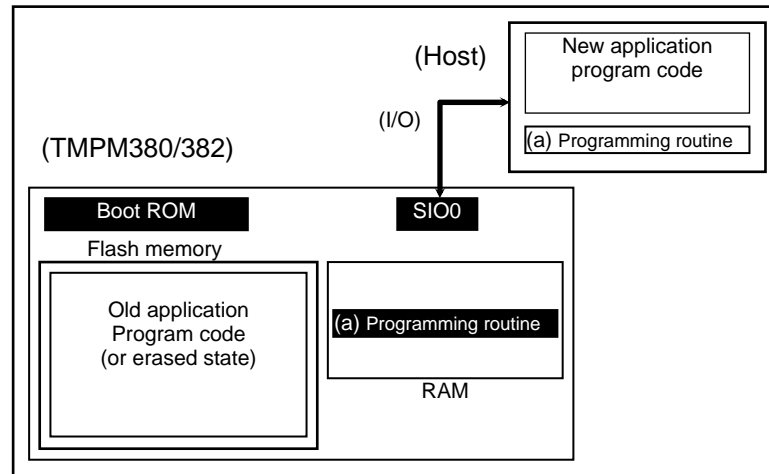 (Host)
New application
program code
(a) Programming routine
(I/O)
(TMPM380/382)
Boot ROM
SIO0
Flash memory
Old application
Program code
(or erased state)
(a) Programming routine
RAM